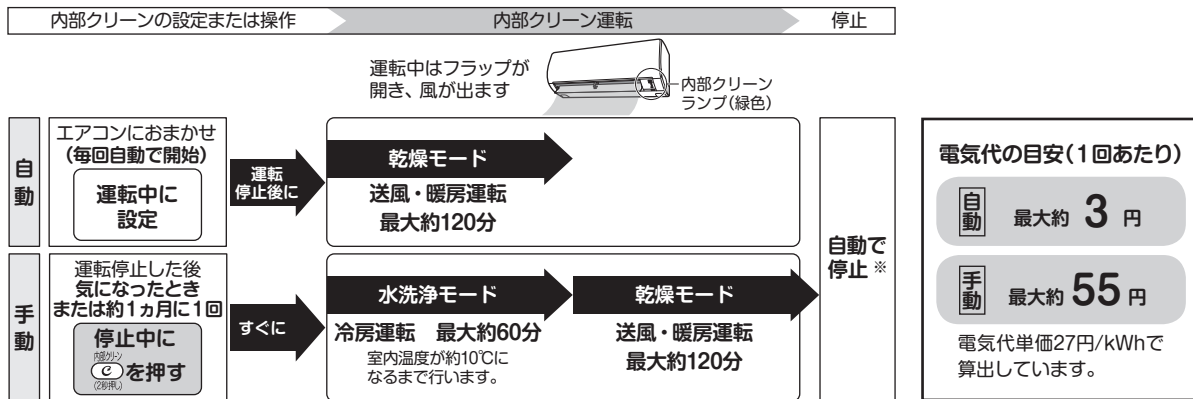 内部クリーンの設定または操作
内部クリーン運転
停止
運転中はフラップが
開き、風が出ます
内部クリーン
ランプ(緑色)
自動
エアコンにおまかせ
(毎回自動で開始)
運転中に
設定
運転
停止後に
乾燥モード
送風・暖房運転
最大約120分
手動
運転停止した後
気になったとき
または約1ヵ月に1回
停止中に
内部クリーン
を押す
(2秒押し)
すぐに
水洗浄モード
冷房運転 最大約60分
室内温度が約10℃に
なるまで行います。
乾燥モード
送風・暖房運転
最大約120分
自動で
停止※
電気代の目安(1回あたり)
自動 最大約 3 円
手動 最大約 55 円
電気代単価27円/kWhで
算出しています。